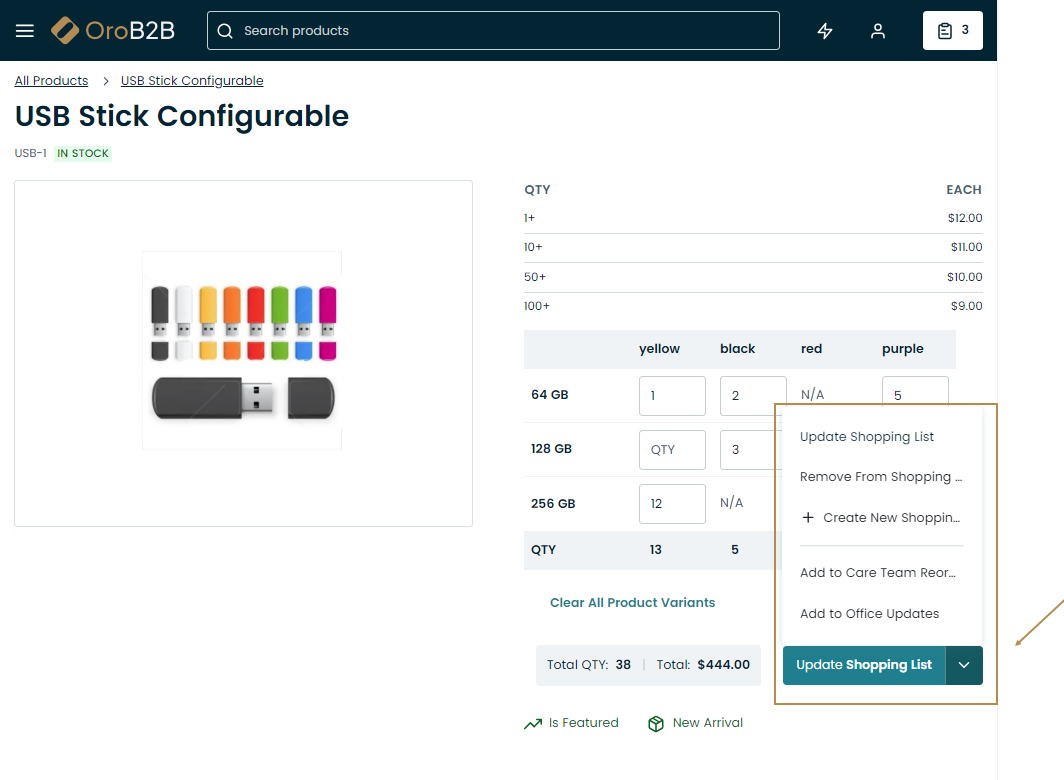 OroB2B Search products 3
All Products > USB Stick Configurable
USB Stick Configurable
USB-1 IN STOCK
QTY EACH
1+ $12.00
10+ $11.00
50+ $10.00
100+ $9.00
yellow black red purple
64 GB 1 2 N/A 5
128 GB QTY 3
256 GB 12 N/A
QTY 13 5
Update Shopping List
Remove From Shopping ...
+ Create New Shoppin...
Add to Care Team Reor...
Add to Office Updates
Clear All Product Variants
Total QTY: 38 | Total: $444.00
Update Shopping List
Is Featured New Arrival